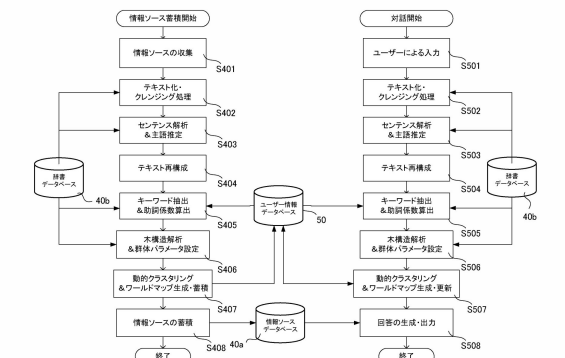 情報ソース蓄積開始
情報ソースの収集
S401
テキスト化・
クレンジング処理
S402
センテンス解析
&主語推定
S403
テキスト再構成
S404
キーワード抽出
&助詞係数算出
S405
木構造解析
&群体パラメータ設定
S406
動的クラスタリング
&ワールドマップ生成・蓄積
S407
情報ソースの蓄積
S408
終了
辞書
データベース
40b
ユーザー情報
データベース
50
情報ソース
データベース
40a
対話開始
ユーザーによる入力
S501
テキスト化・
クレンジング処理
S502
センテンス解析
&主語推定
S503
テキスト再構成
S504
キーワード抽出
&助詞係数算出
S505
木構造解析
&群体パラメータ設定
S506
動的クラスタリング
&ワールドマップ生成・更新
S507
回答の生成・出力
S508
終了
辞書
データベース
40b